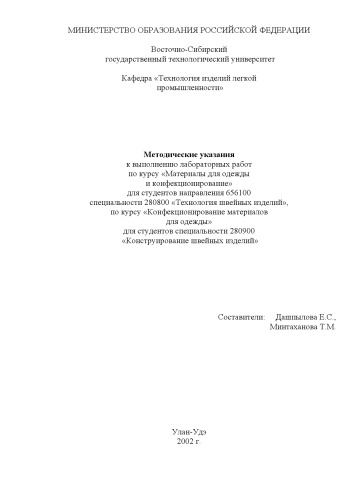 МИНИСТЕРСТВО ОБРАЗОВАНИЯ РОССИЙСКОЙ ФЕДЕРАЦИИ
Восточно-Сибирский
государственный технологический университет
Кафедра «Технология изделий легкой
промышленности»
Методические указания
к выполнению лабораторных работ
по курсу «Материалы для одежды
и конфекционирование»
для студентов направления 656100
специальности 280800 «Технология швейных изделий»,
по курсу «Конфекционирование материалов
для одежды»
для студентов специальности 280900
«Конструирование швейных изделий»
Составители: Дашпылова Е.С.,
Минтаханова Т.М.
Улан-Удэ
2002 г.